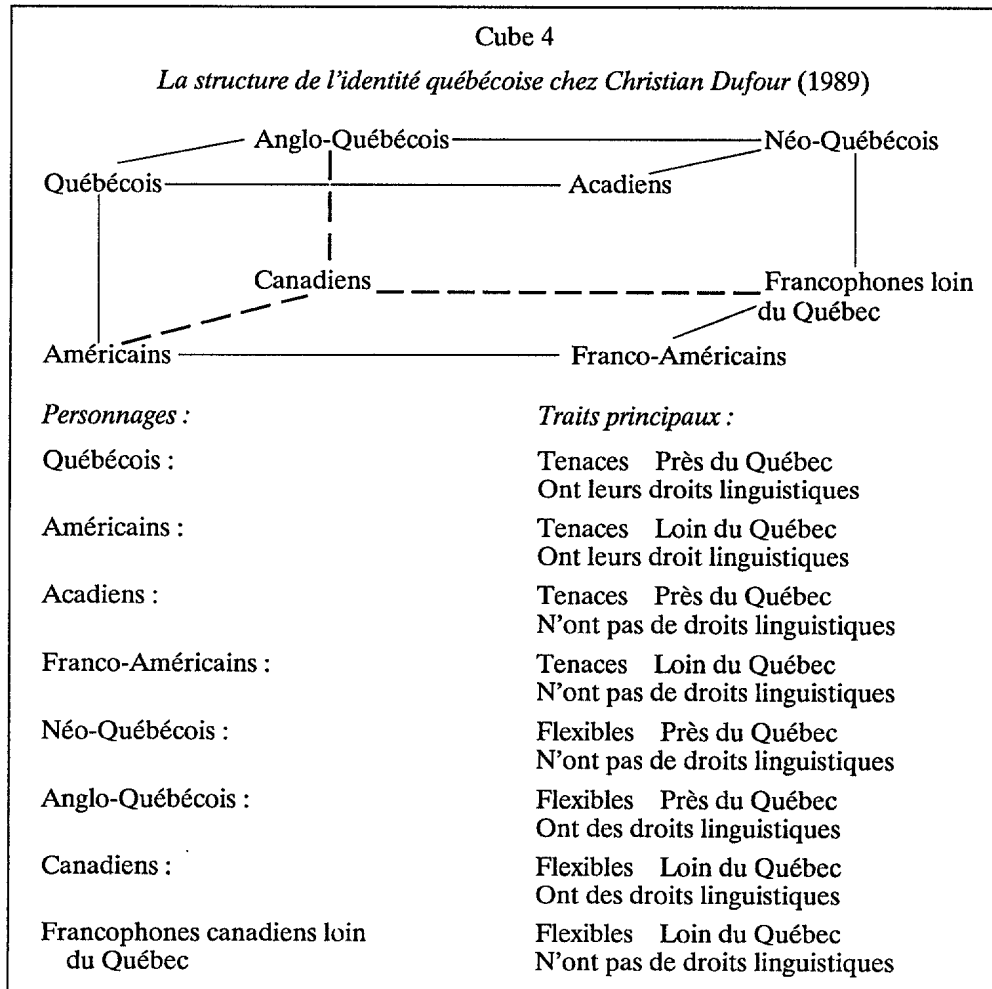 Cube 4
La structure de l'identité québécoise chez Christian Dufour (1989)
Anglo-Québécois
Néo-Québécois
Québécois
Acadiens
Canadiens
Francophones loin
du Québec
Américains
Franco-Américains
Personnages :
Traits principaux :
Québécois :
Tenaces Près du Québec
Ont leurs droits linguistiques
Américains :
Tenaces Loin du Québec
Ont leurs droit linguistiques
Acadiens :
Tenaces Près du Québec
N'ont pas de droits linguistiques
Franco-Américains :
Tenaces Loin du Québec
N'ont pas de droits linguistiques
Néo-Québécois :
Flexibles Près du Québec
N'ont pas de droits linguistiques
Anglo-Québécois :
Flexibles Près du Québec
Ont des droits linguistiques
Canadiens :
Flexibles Loin du Québec
Ont des droits linguistiques
Francophones canadiens loin
du Québec
Flexibles Loin du Québec
N'ont pas de droits linguistiques